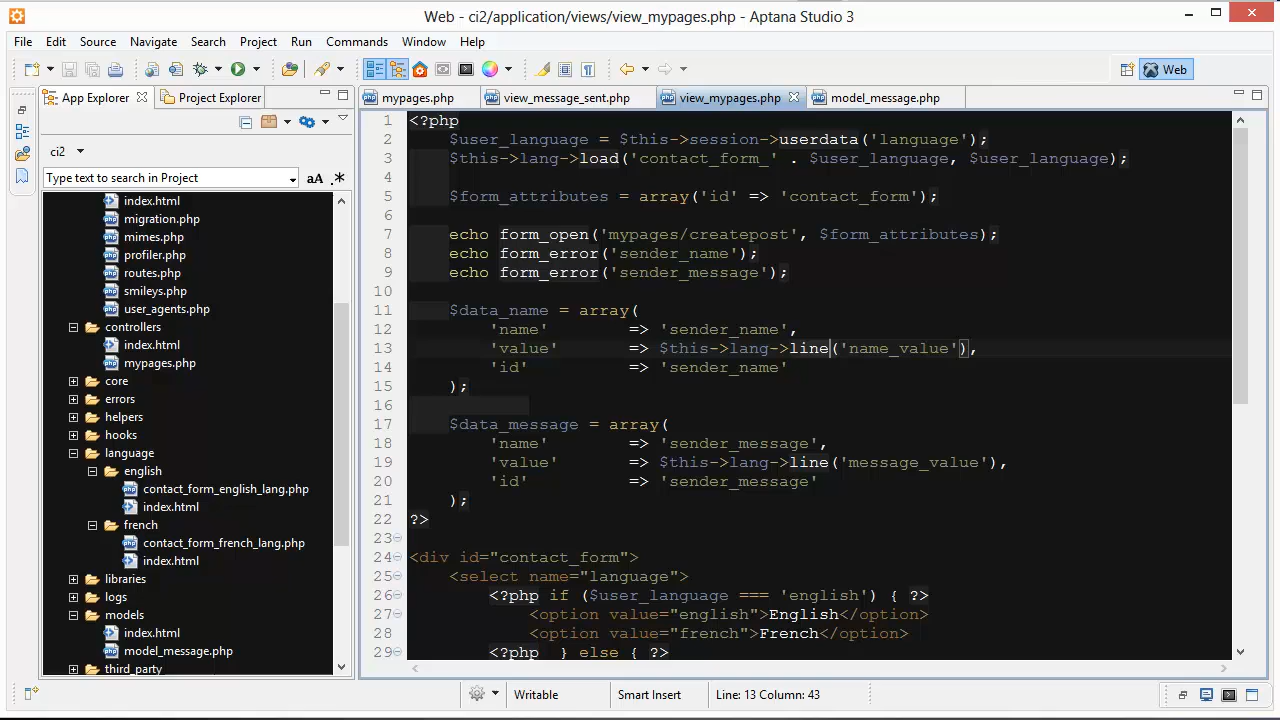 Web - ci2/application/views/view_mypages.php - Aptana Studio 3
File Edit Source Navigate Search Project Run Commands Window Help
Web
App Explorer Project Explorer
ci2
Type text to search in Project
aA .*
index.html
migration.php
mimes.php
profiler.php
routes.php
smileys.php
user_agents.php
controllers
index.html
mypages.php
core
errors
helpers
hooks
language
english
contact_form_english_lang.php
index.html
french
contact_form_french_lang.php
index.html
libraries
logs
models
index.html
model_message.php
third_party
mypages.php view_message_sent.php view_mypages.php model_message.php
1 <?php
2 $user_language = $this->session->userdata('language');
3 $this->lang->load('contact_form_' . $user_language, $user_language);
4
5 $form_attributes = array('id' => 'contact_form');
6
7 echo form_open('mypages/createpost', $form_attributes);
8 echo form_error('sender_name');
9 echo form_error('sender_message');
10
11 $data_name = array(
12 'name' => 'sender_name',
13 'value' => $this->lang->line('name_value'),
14 'id' => 'sender_name'
15 );
16
17 $data_message = array(
18 'name' => 'sender_message',
19 'value' => $this->lang->line('message_value'),
20 'id' => 'sender_message'
21 );
22 ?>
23
24 <div id="contact_form">
25 <select name="language">
26 <?php if ($user_language === 'english') { ?>
27 <option value="english">English</option>
28 <option value="french">French</option>
29 <?php } else { ?>
Writable Smart Insert Line: 13 Column: 43